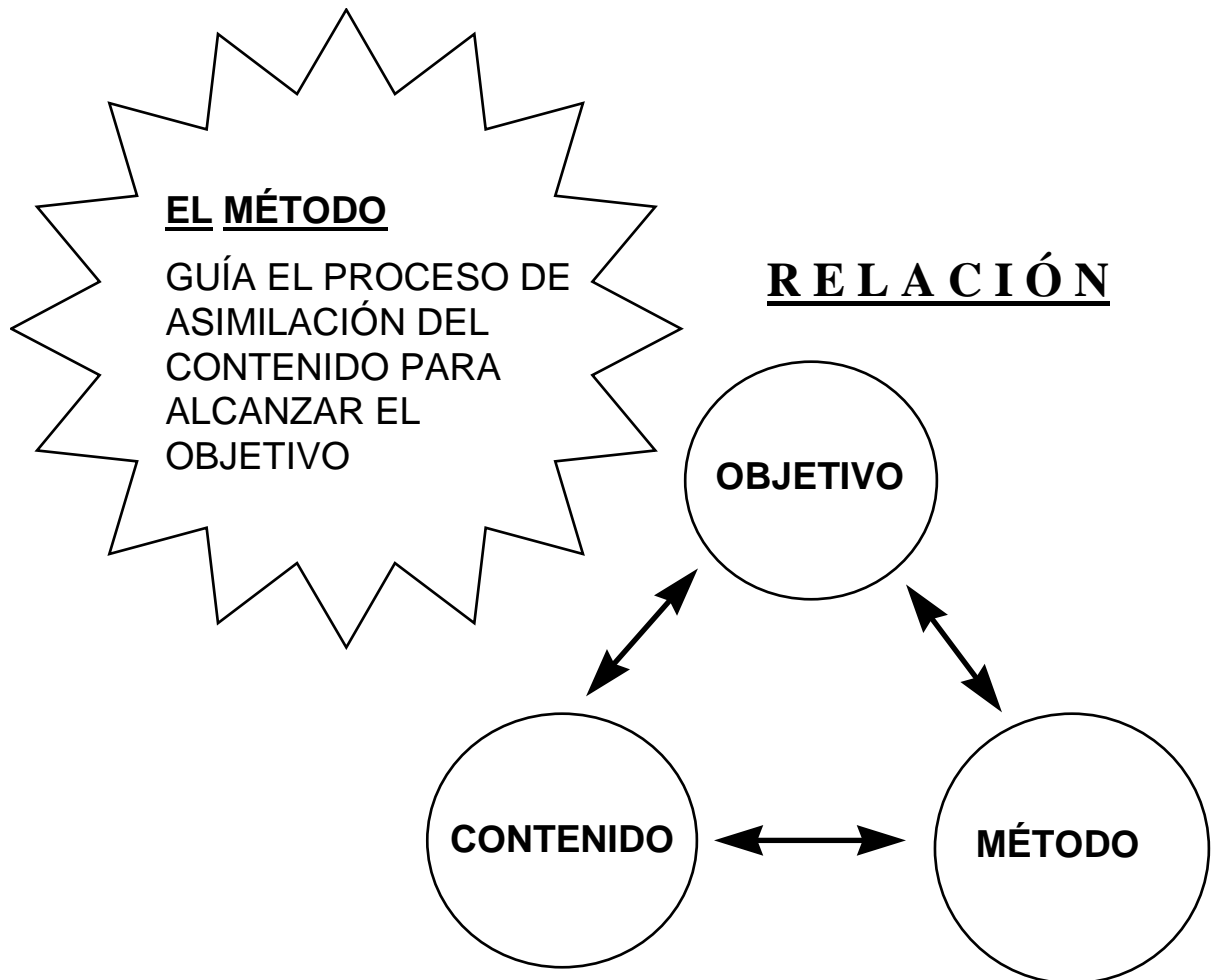 EL MÉTODO
GUÍA EL PROCESO DE
ASIMILACIÓN DEL
CONTENIDO PARA
ALCANZAR EL
OBJETIVO
RELACIÓN
OBJETIVO
CONTENIDO
MÉTODO